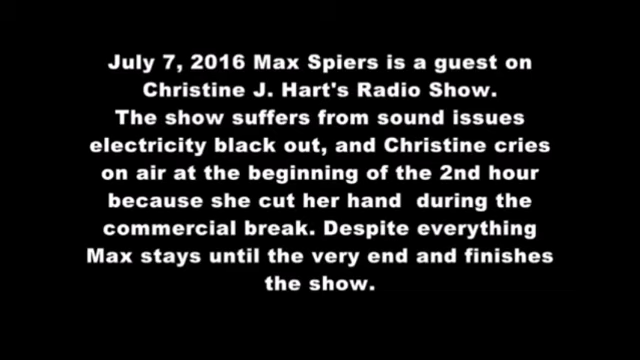 July 7, 2016 Max Spiers is a guest on
Christine J. Hart's Radio Show.
The show suffers from sound issues
electricity black out, and Christine cries
on air at the beginning of the 2nd hour
because she cut her hand during the
commercial break. Despite everything
Max stays until the very end and finishes
the show.